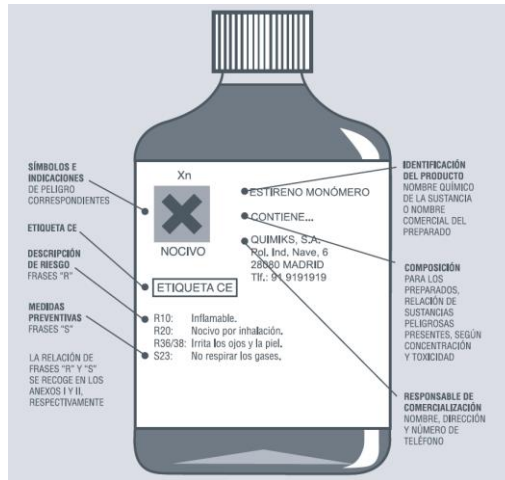 SÍMBOLOS E
INDICACIONES
DE PELIGRO
CORRESPONDIENTES
ETIQUETA CE
DESCRIPCIÓN
DE RIESGO
FRASES "R"
MEDIDAS
PREVENTIVAS
FRASES "S"
LA RELACIÓN DE
FRASES "R" Y "S"
SE RECOGE EN LOS
ANEXOS I Y II,
RESPECTIVAMENTE
Xn
NOCIVO
ETIQUETA CE
ESTIRENO MONÓMERO
CONTIENE...
QUIMIKS, S.A.
Pol. Ind, Nave, 6
28080 MADRID
Tlf.: 91 9191919
R10: Inflamable.
R20: Nocivo por inhalación.
R36/38: Irrita los ojos y la piel.
S23: No respirar los gases.
IDENTIFICACIÓN
DEL PRODUCTO
NOMBRE QUÍMICO
DE LA SUSTANCIA
O NOMBRE
COMERCIAL DEL
PREPARADO
COMPOSICIÓN
PARA LOS
PREPARADOS,
RELACIÓN DE
SUSTANCIAS
PELIGROSAS
PRESENTES, SEGÚN
CONCENTRACIÓN
Y TOXICIDAD
RESPONSABLE DE
COMERCIALIZACIÓN
NOMBRE, DIRECCIÓN
Y NÚMERO DE
TELÉFONO